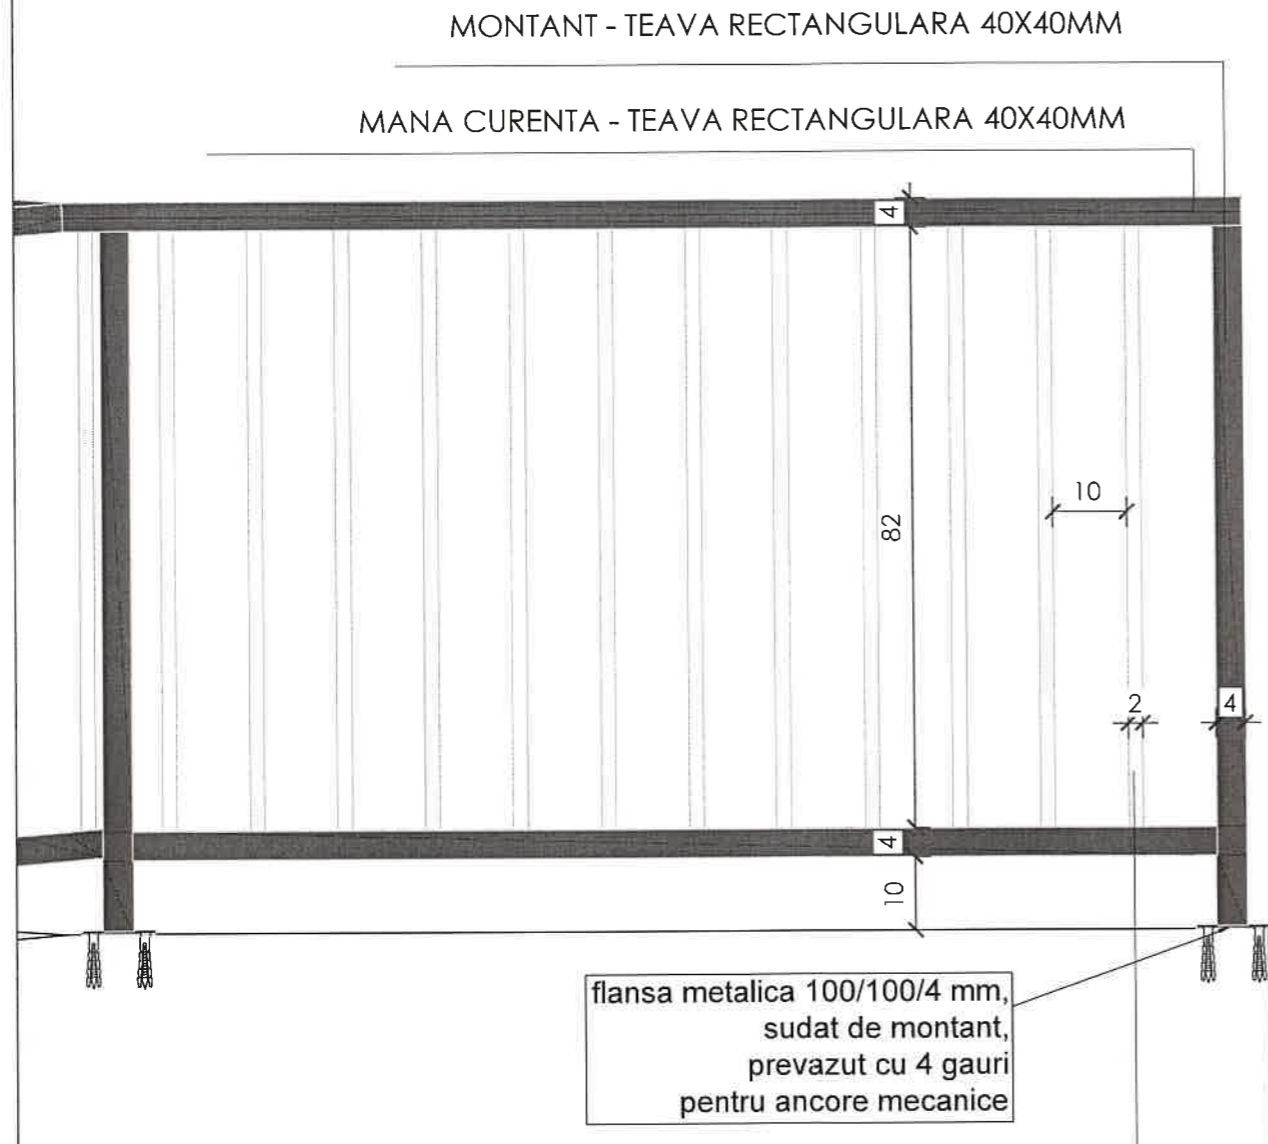 MONTANT - TEAVA RECTANGULARA 40X40MM
MANA CURENTA - TEAVA RECTANGULARA 40X40MM
4
10
82
2
4
4
10
flansa metalica 100/100/4 mm,
sudat de montant,
prevazut cu 4 gauri
pentru ancore mecanice